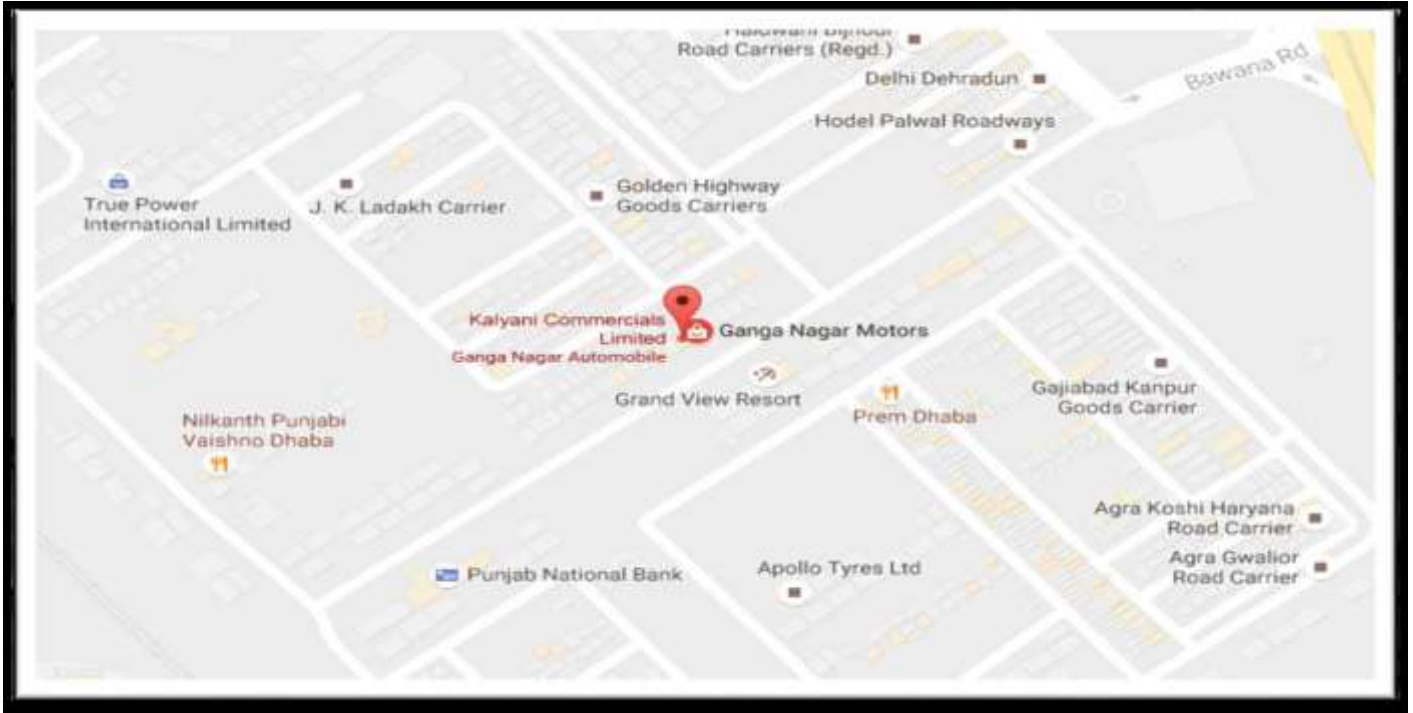 Road Carriers (Regd.)
Delhi Dehradun
Bawana Rd
Hodel Palwal Roadways
True Power
International Limited
J. K. Ladakh Carrier
Golden Highway
Goods Carriers
Kalyani Commercials
Limited
Ganga Nagar Automobile
Ganga Nagar Motors
Grand View Resort
Prem Dhaba
Gajiabad Kanpur
Goods Carrier
Nilkanth Punjabi
Vaishno Dhaba
Agra Koshi Haryana
Road Carrier
Agra Gwalior
Road Carrier
Punjab National Bank
Apollo Tyres Ltd